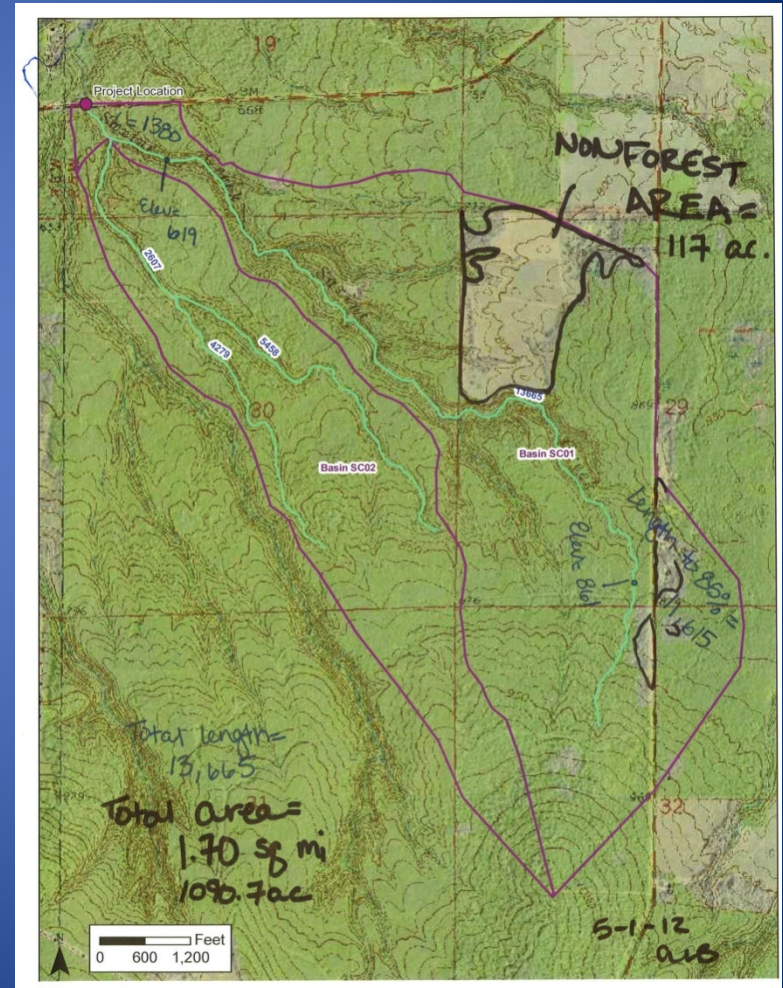 19
Project Location
L = 1380
Elev=
619
NONFOREST
AREA=
117 ac.
2607
4279
5458
13665
30
29
Basin SC02
Basin SC01
Elev= 861
Length to 85%=
11,615
Total length=
13,665
Total area=
1.70 sq mi
1090.7ac
32
5-1-12
Feet
0 600 1,200
N